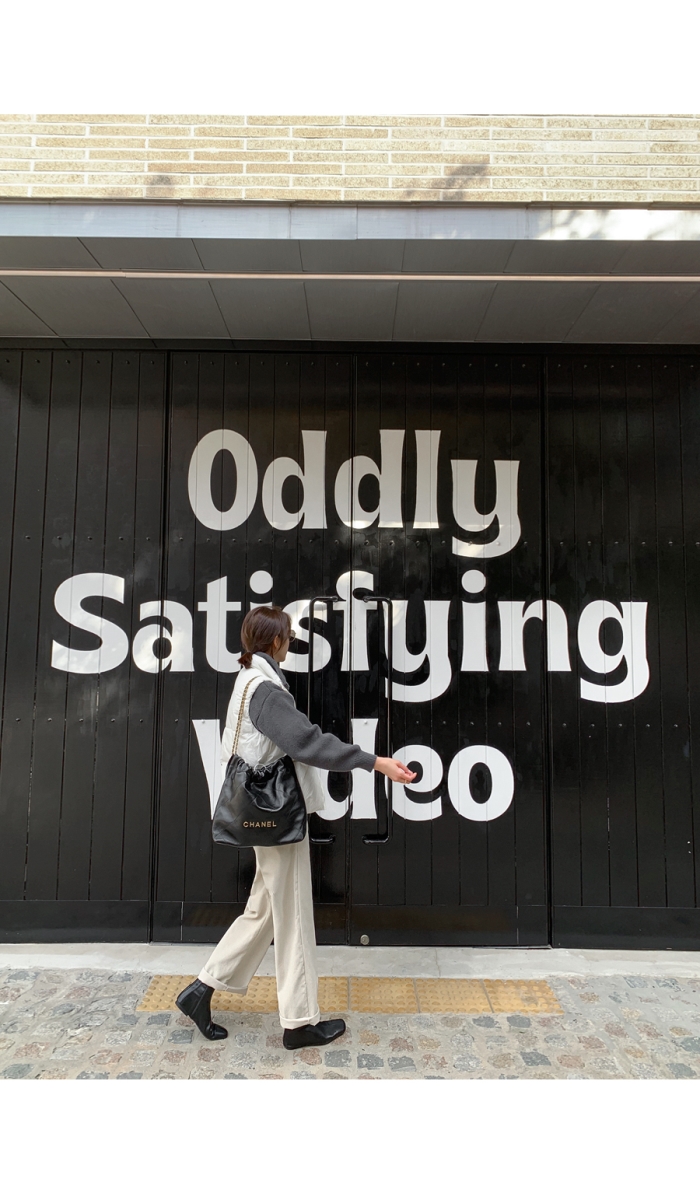 Oddly
Satisfying
Video
CHANEL